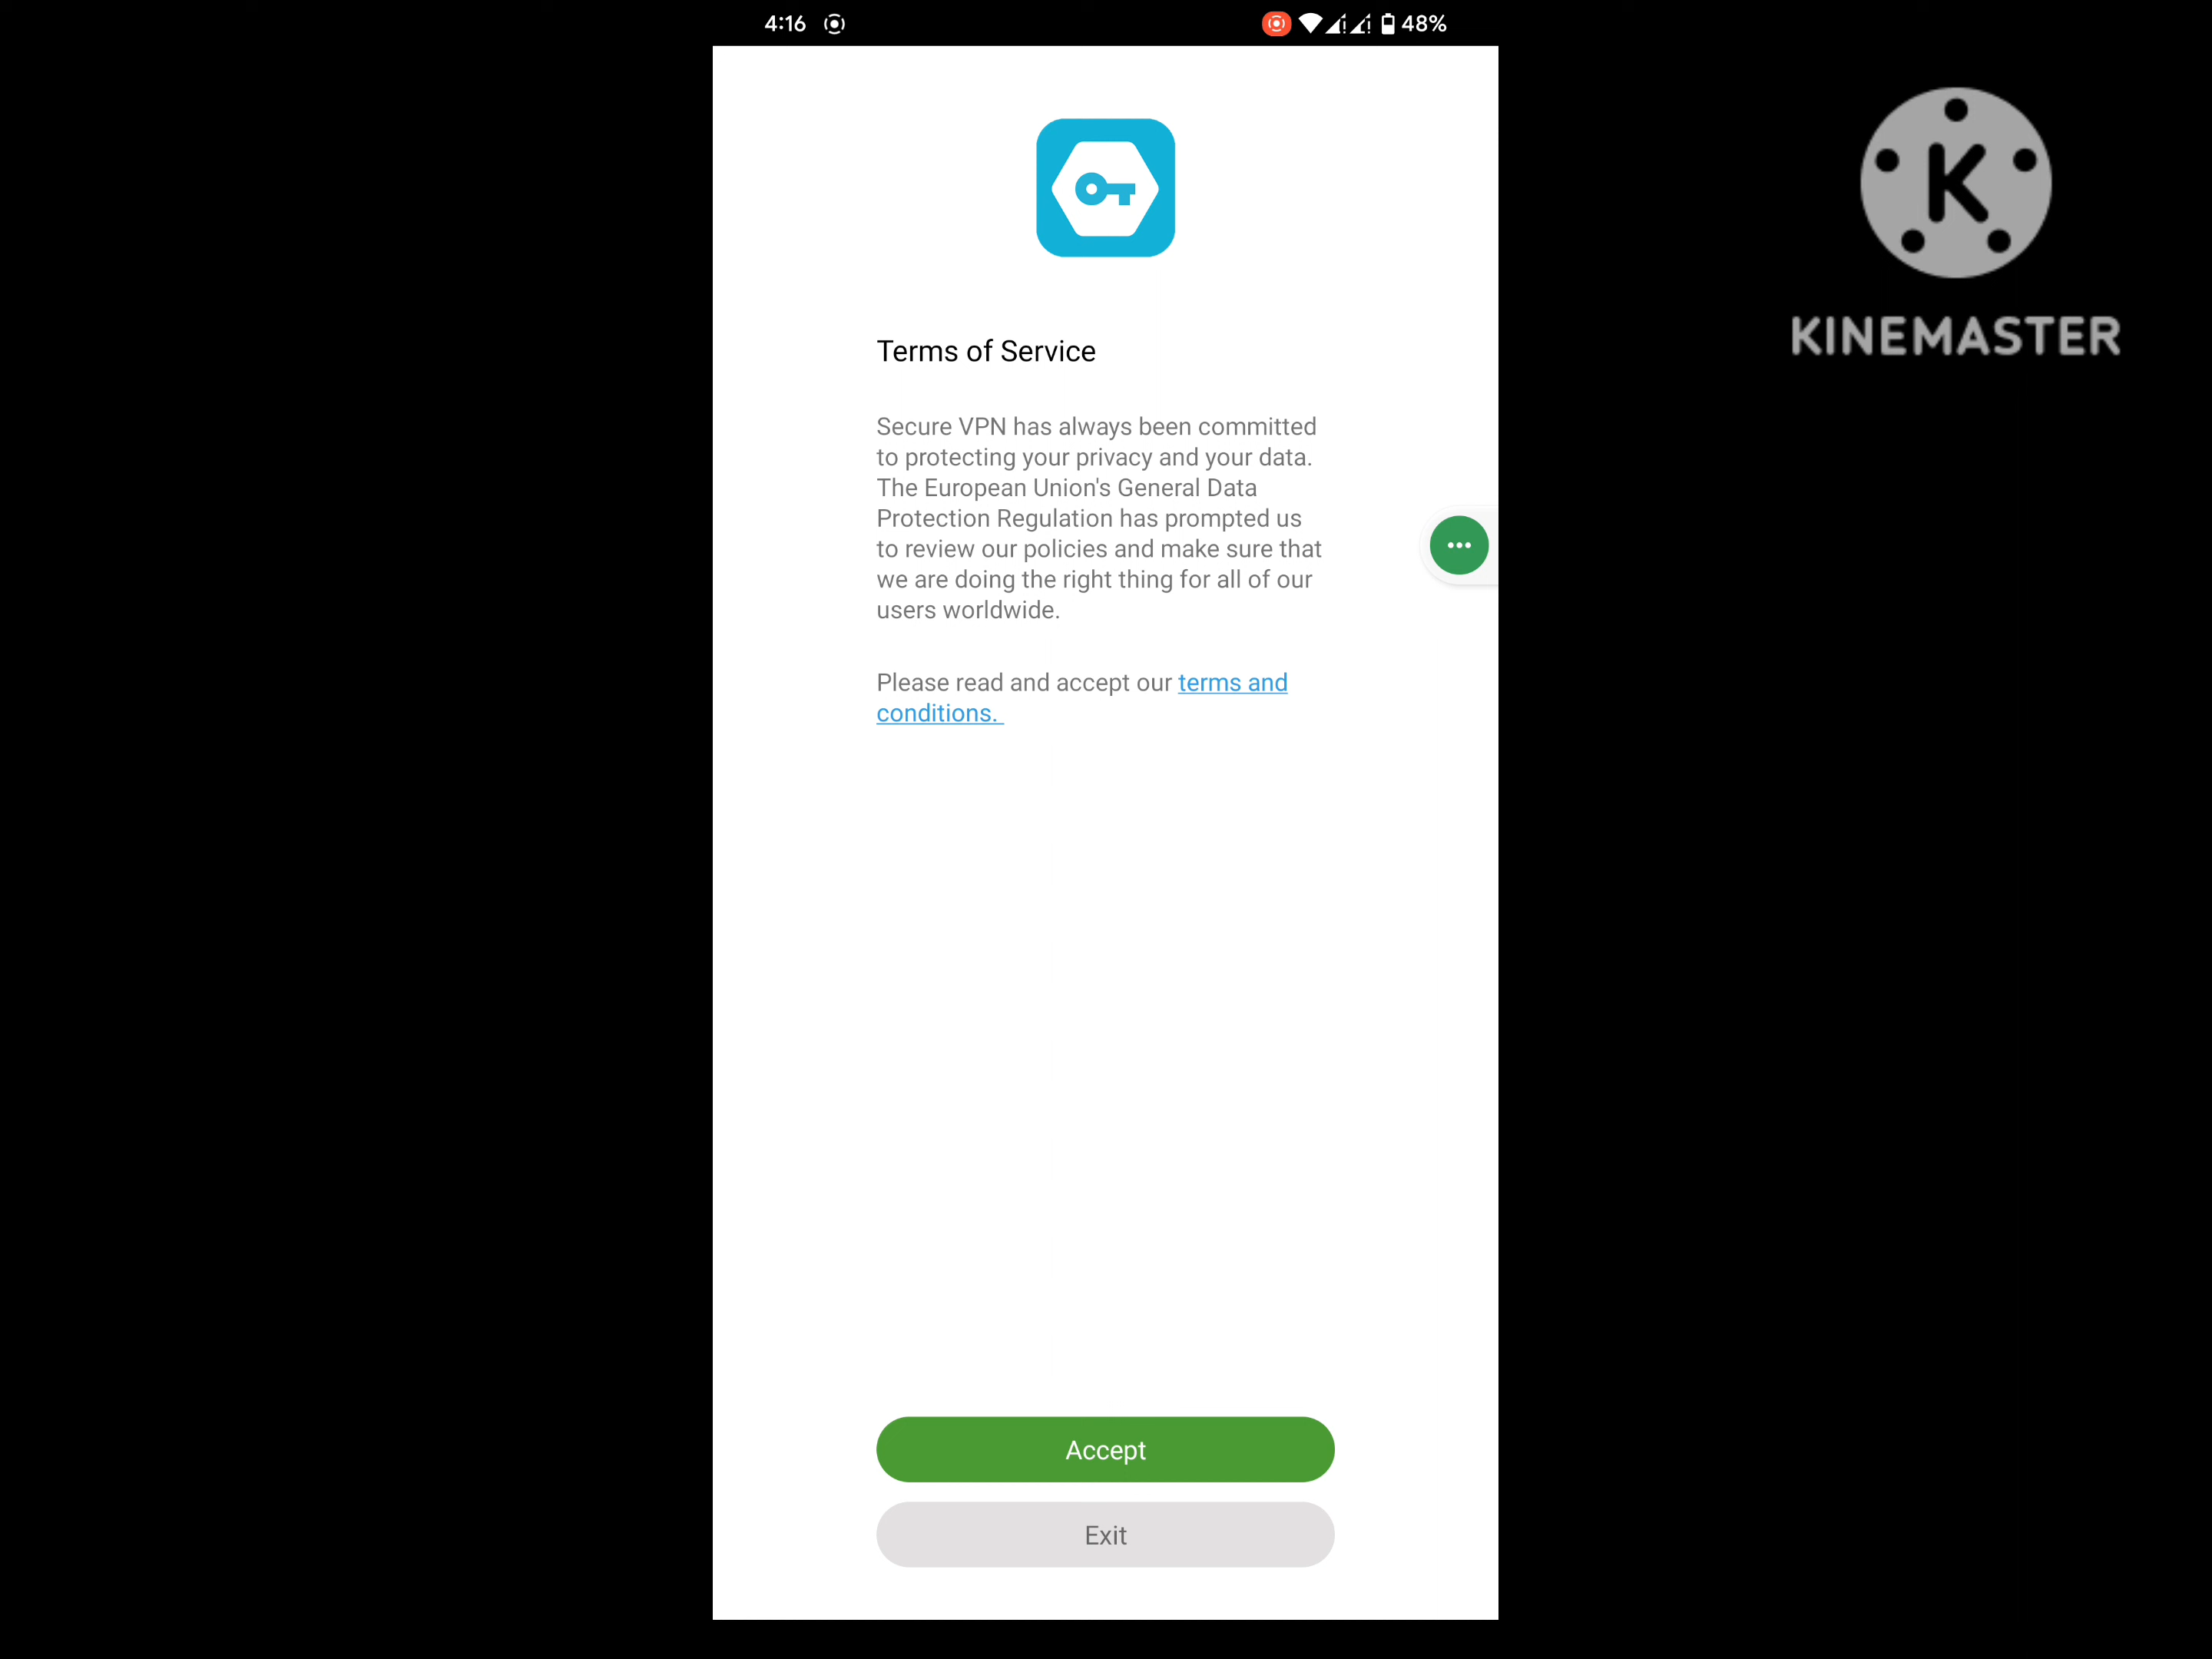 4:16
48%
K
KINEMASTER
Terms of Service
Secure VPN has always been committed
to protecting your privacy and your data.
The European Union's General Data
Protection Regulation has prompted us
to review our policies and make sure that
we are doing the right thing for all of our
users worldwide.
Please read and accept our terms and
conditions.
Accept
Exit